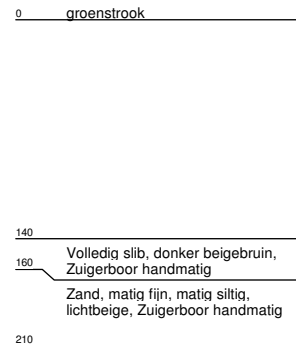 0 groenstrook
140
Volledig slib, donker beigebruin,
160 Zuigerboor handmatig
Zand, matig fijn, matig siltig,
lichtbeige, Zuigerboor handmatig
210